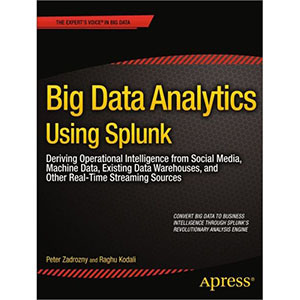 THE EXPERT'S VOICE® IN BIG DATA
Big Data Analytics
Using Splunk
Deriving Operational Intelligence from Social Media,
Machine Data, Existing Data Warehouses, and
Other Real-Time Streaming Sources
CONVERT BIG DATA TO BUSINESS
INTELLIGENCE THROUGH SPLUNK'S
REVOLUTIONARY ANALYSIS ENGINE
Peter Zadrozny and Raghu Kodali
Apress®